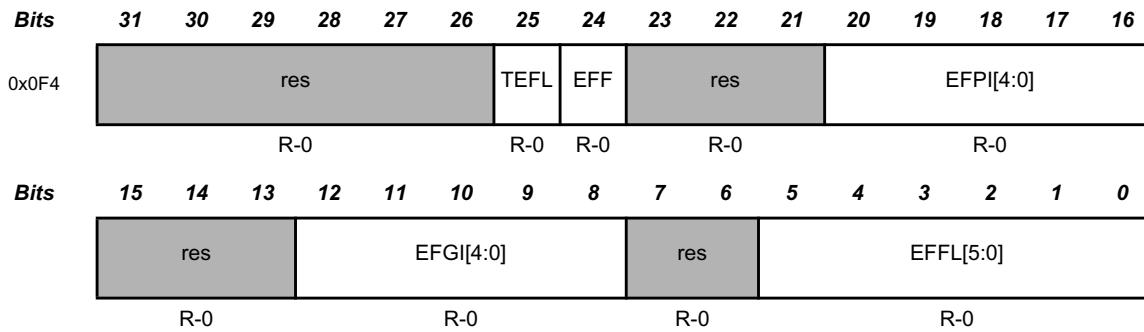 Bits 31 30 29 28 27 26 25 24 23 22 21 20 19 18 17 16
0x0F4 res TEFL EFF res EFPI[4:0]
R-0 R-0 R-0 R-0 R-0
Bits 15 14 13 12 11 10 9 8 7 6 5 4 3 2 1 0
res EFGI[4:0] res EFFL[5:0]
R-0 R-0 R-0 R-0